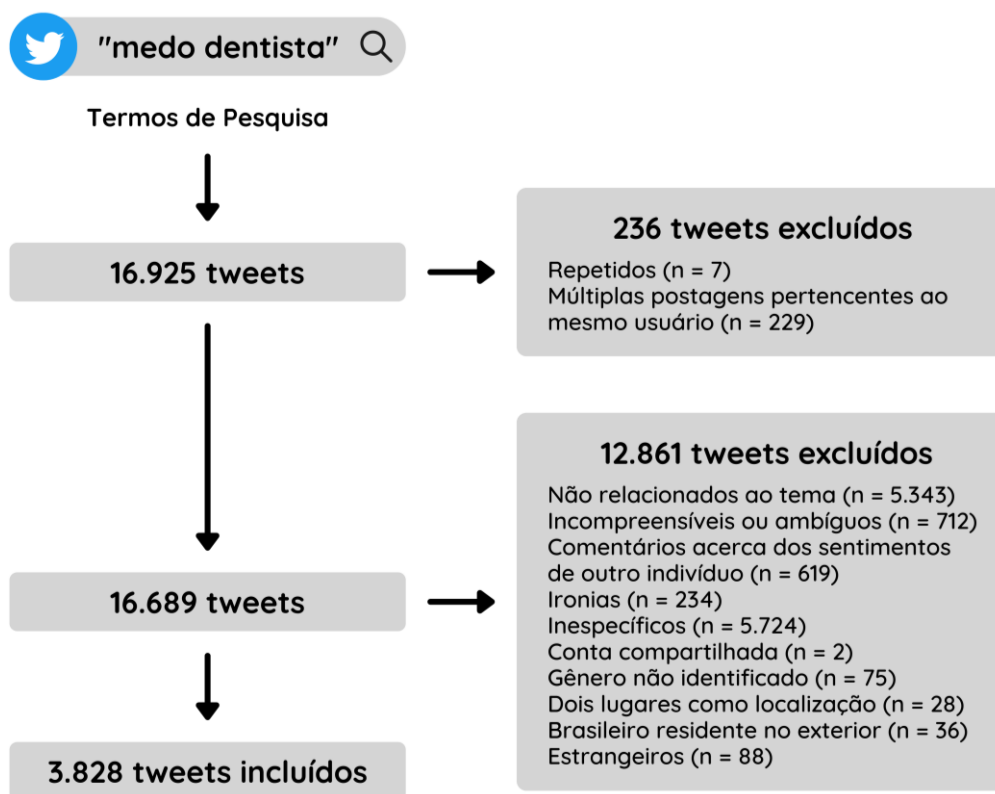 "medo dentista"
Termos de Pesquisa
16.925 tweets
236 tweets excluídos
Repetidos (n = 7)
Múltiplas postagens pertencentes ao
mesmo usuário (n = 229)
12.861 tweets excluídos
Não relacionados ao tema (n = 5.343)
Incompreensíveis ou ambíguos (n = 712)
Comentários acerca dos sentimentos
de outro indivíduo (n = 619)
Ironias (n = 234)
Inespecíficos (n = 5.724)
Conta compartilhada (n = 2)
Gênero não identificado (n = 75)
Dois lugares como localização (n = 28)
Brasileiro residente no exterior (n = 36)
Estrangeiros (n = 88)
16.689 tweets
3.828 tweets incluídos